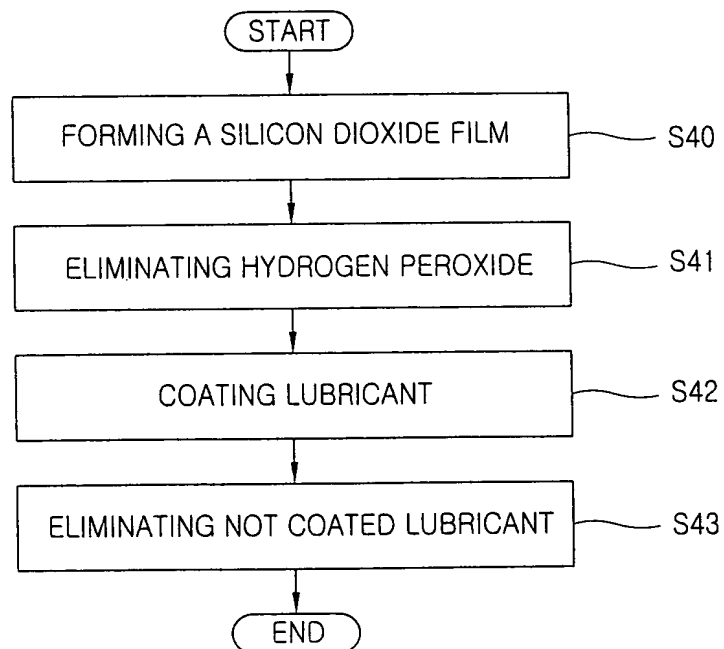 START
FORMING A SILICON DIOXIDE FILM
S40
ELIMINATING HYDROGEN PEROXIDE
S41
COATING LUBRICANT
S42
ELIMINATING NOT COATED LUBRICANT
S43
END